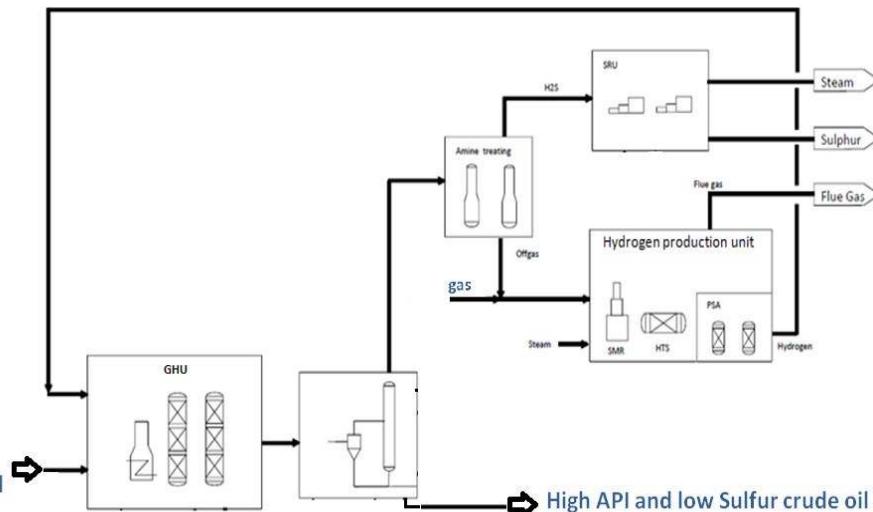 SRU
Steam
H2S
Amine treating
Sulphur
Flue gas
Flue Gas
Hydrogen production unit
Offgas
gas
PSA
Steam
SMR
HTS
Hydrogen
GHU
High API and low Sulfur crude oil